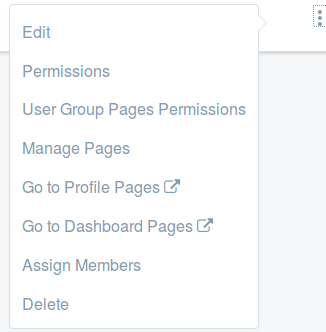 Edit
Permissions
User Group Pages Permissions
Manage Pages
Go to Profile Pages
Go to Dashboard Pages
Assign Members
Delete